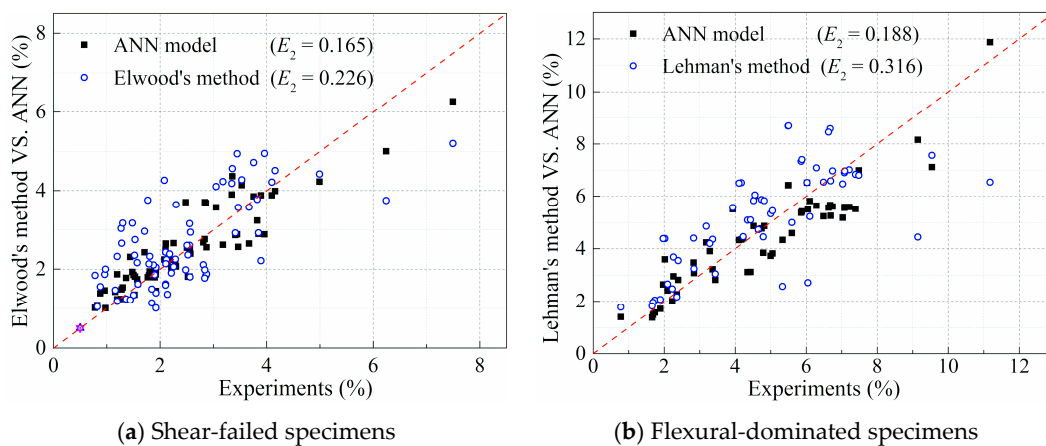 8
6
4
2
0
Elwood's method VS. ANN (%)
ANN model (E₂ = 0.165)
Elwood's method (E₂ = 0.226)
0 2 4 6 8
Experiments (%)
(a) Shear-failed specimens
12
10
8
6
4
2
0
Lehman's method VS. ANN (%)
ANN model (E₂ = 0.188)
Lehman's method (E₂ = 0.316)
0 2 4 6 8 10 12
Experiments (%)
(b) Flexural-dominated specimens